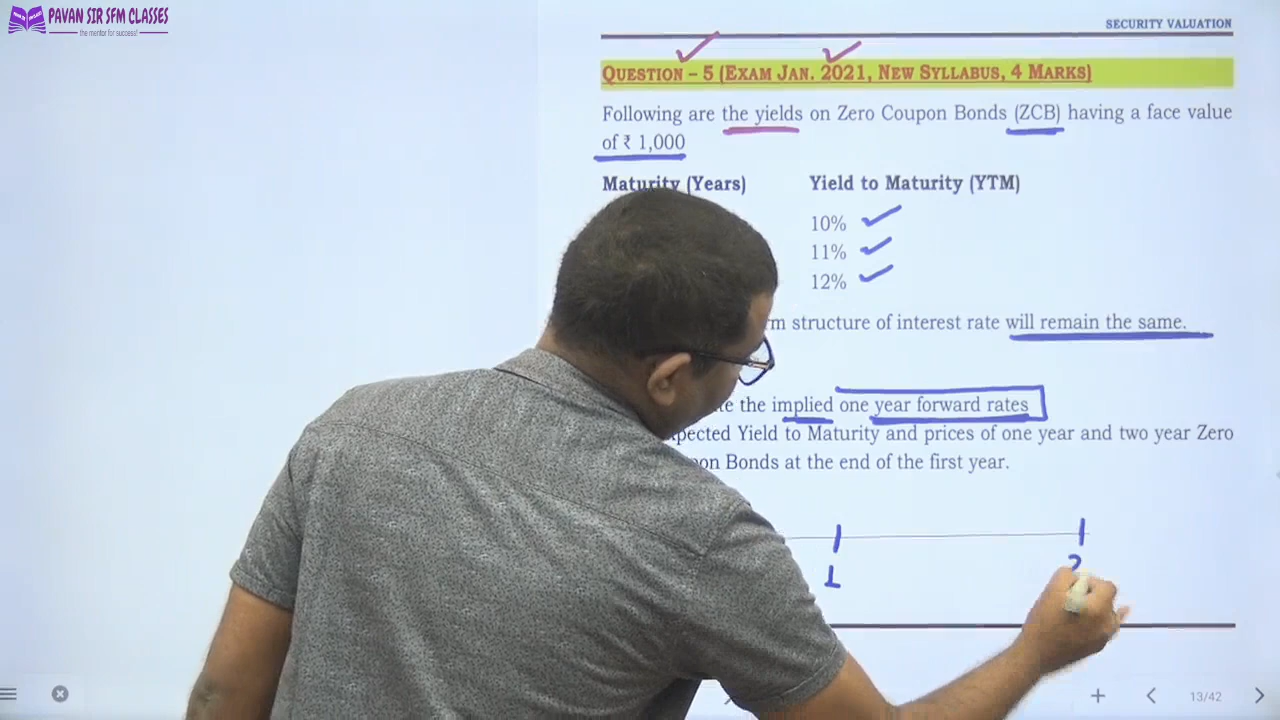 PAVAN SIR SFM CLASSES
the mentor for success!
SECURITY VALUATION
QUESTION – 5 (EXAM JAN. 2021, NEW SYLLABUS, 4 MARKS)
Following are the yields on Zero Coupon Bonds (ZCB) having a face value
of ₹ 1,000
Maturity (Years) Yield to Maturity (YTM)
10%
11%
12%
structure of interest rate will remain the same.
the implied one year forward rates
Yield to Maturity and prices of one year and two year Zero
Bonds at the end of the first year.
1
13/42